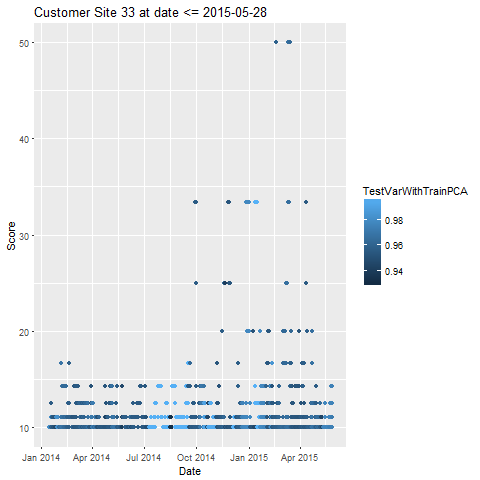 Customer Site 33 at date <= 2015-05-28
50
40
30
20
10
Score
Jan 2014 Apr 2014 Jul 2014 Oct 2014 Jan 2015 Apr 2015
Date
TestVarWithTrainPCA
0.98
0.96
0.94